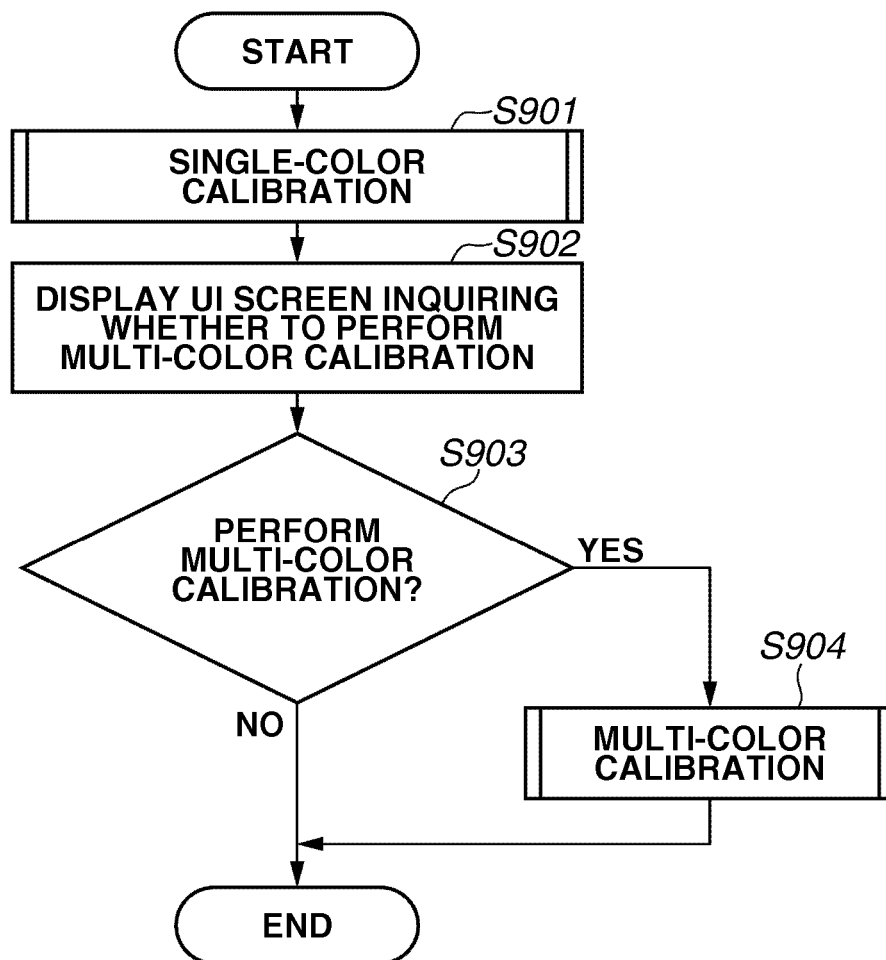 START
S901
SINGLE-COLOR
CALIBRATION
S902
DISPLAY UI SCREEN INQUIRING
WHETHER TO PERFORM
MULTI-COLOR CALIBRATION
S903
PERFORM
MULTI-COLOR
CALIBRATION?
YES
S904
NO
MULTI-COLOR
CALIBRATION
END